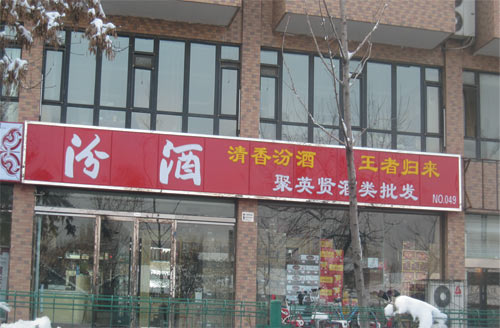 汾酒
清香汾酒 王者归来
聚英贤酒类批发
NO.049